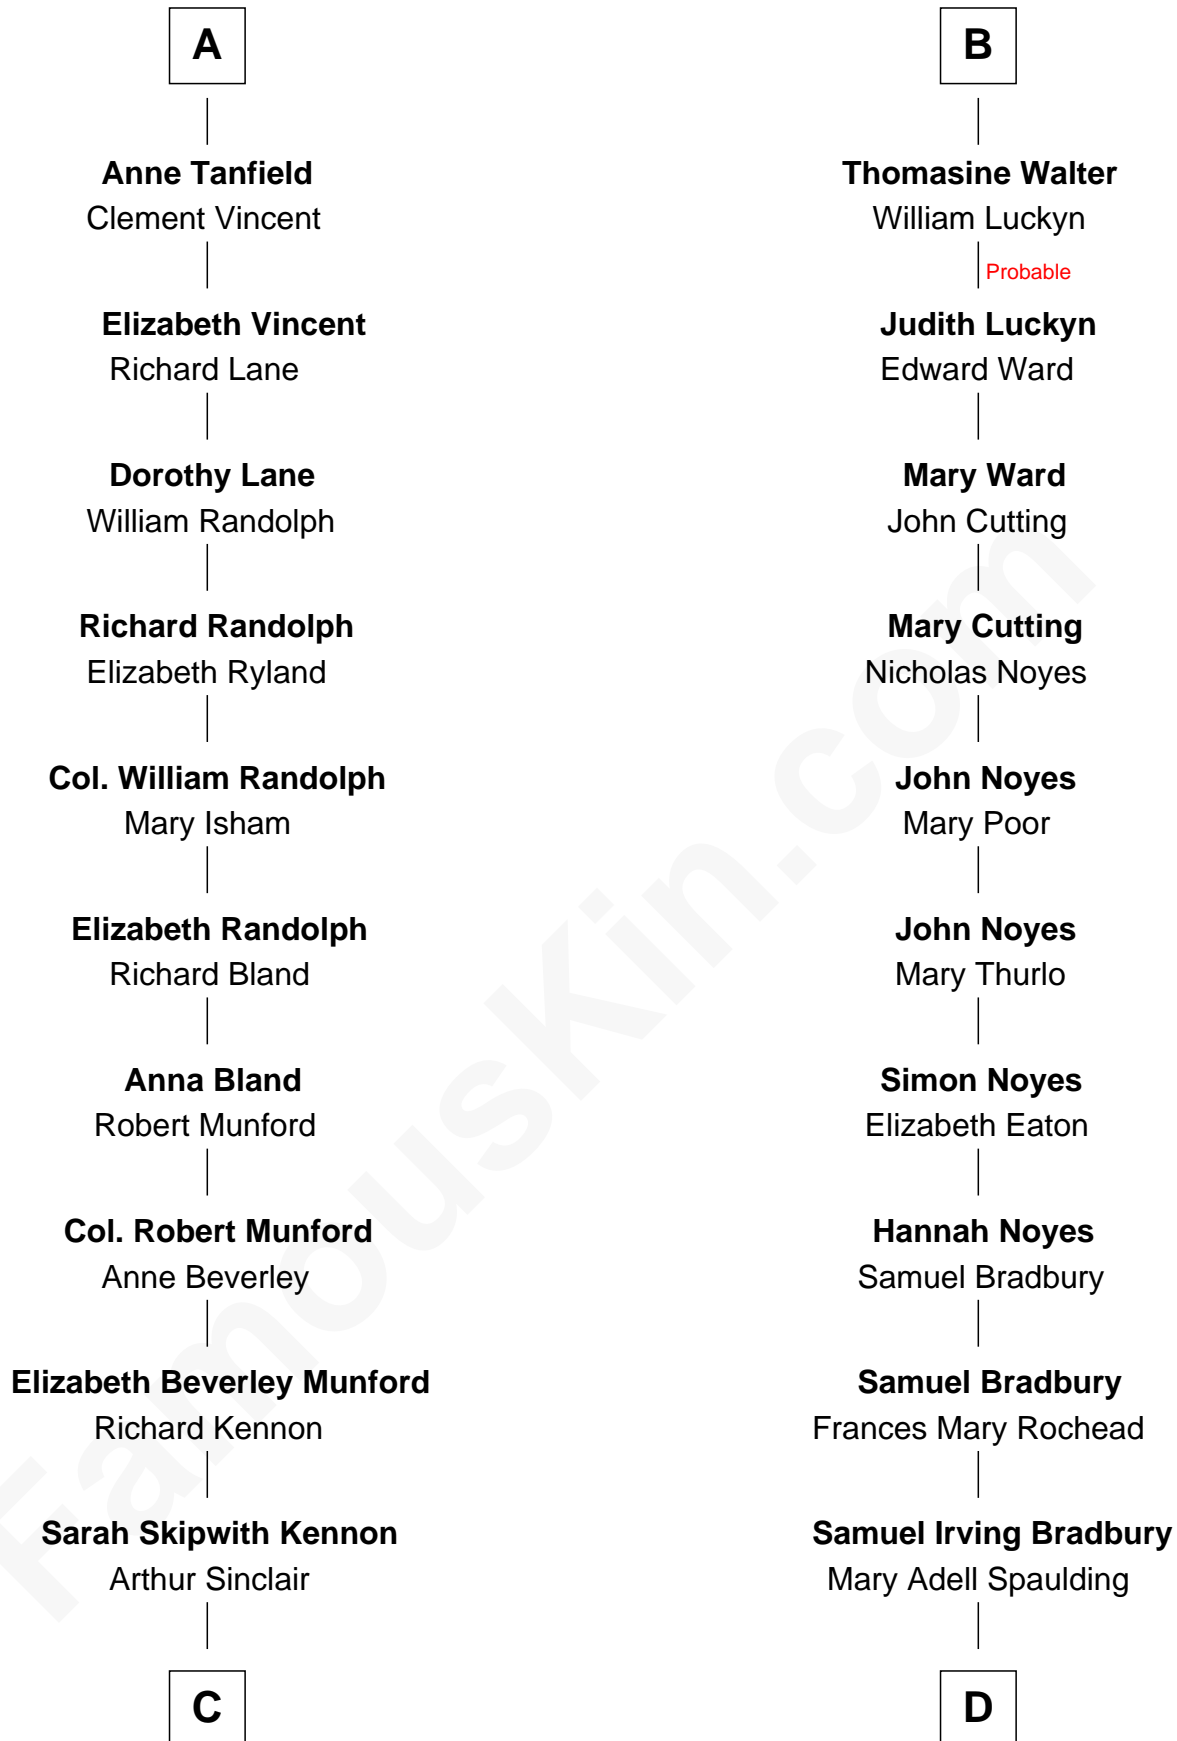 A
Anne Tanfield
Clement Vincent
Elizabeth Vincent
Richard Lane
Dorothy Lane
William Randolph
Richard Randolph
Elizabeth Ryland
Col. William Randolph
Mary Isham
Elizabeth Randolph
Richard Bland
Anna Bland
Robert Munford
Col. Robert Munford
Anne Beverley
Elizabeth Beverley Munford
Richard Kennon
Sarah Skipwith Kennon
Arthur Sinclair
C
B
Thomasine Walter
William Luckyn
Probable
Judith Luckyn
Edward Ward
Mary Ward
John Cutting
Mary Cutting
Nicholas Noyes
John Noyes
Mary Poor
John Noyes
Mary Thurlo
Simon Noyes
Elizabeth Eaton
Hannah Noyes
Samuel Bradbury
Samuel Bradbury
Frances Mary Rochead
Samuel Irving Bradbury
Mary Adell Spaulding
D
FamousKin.com